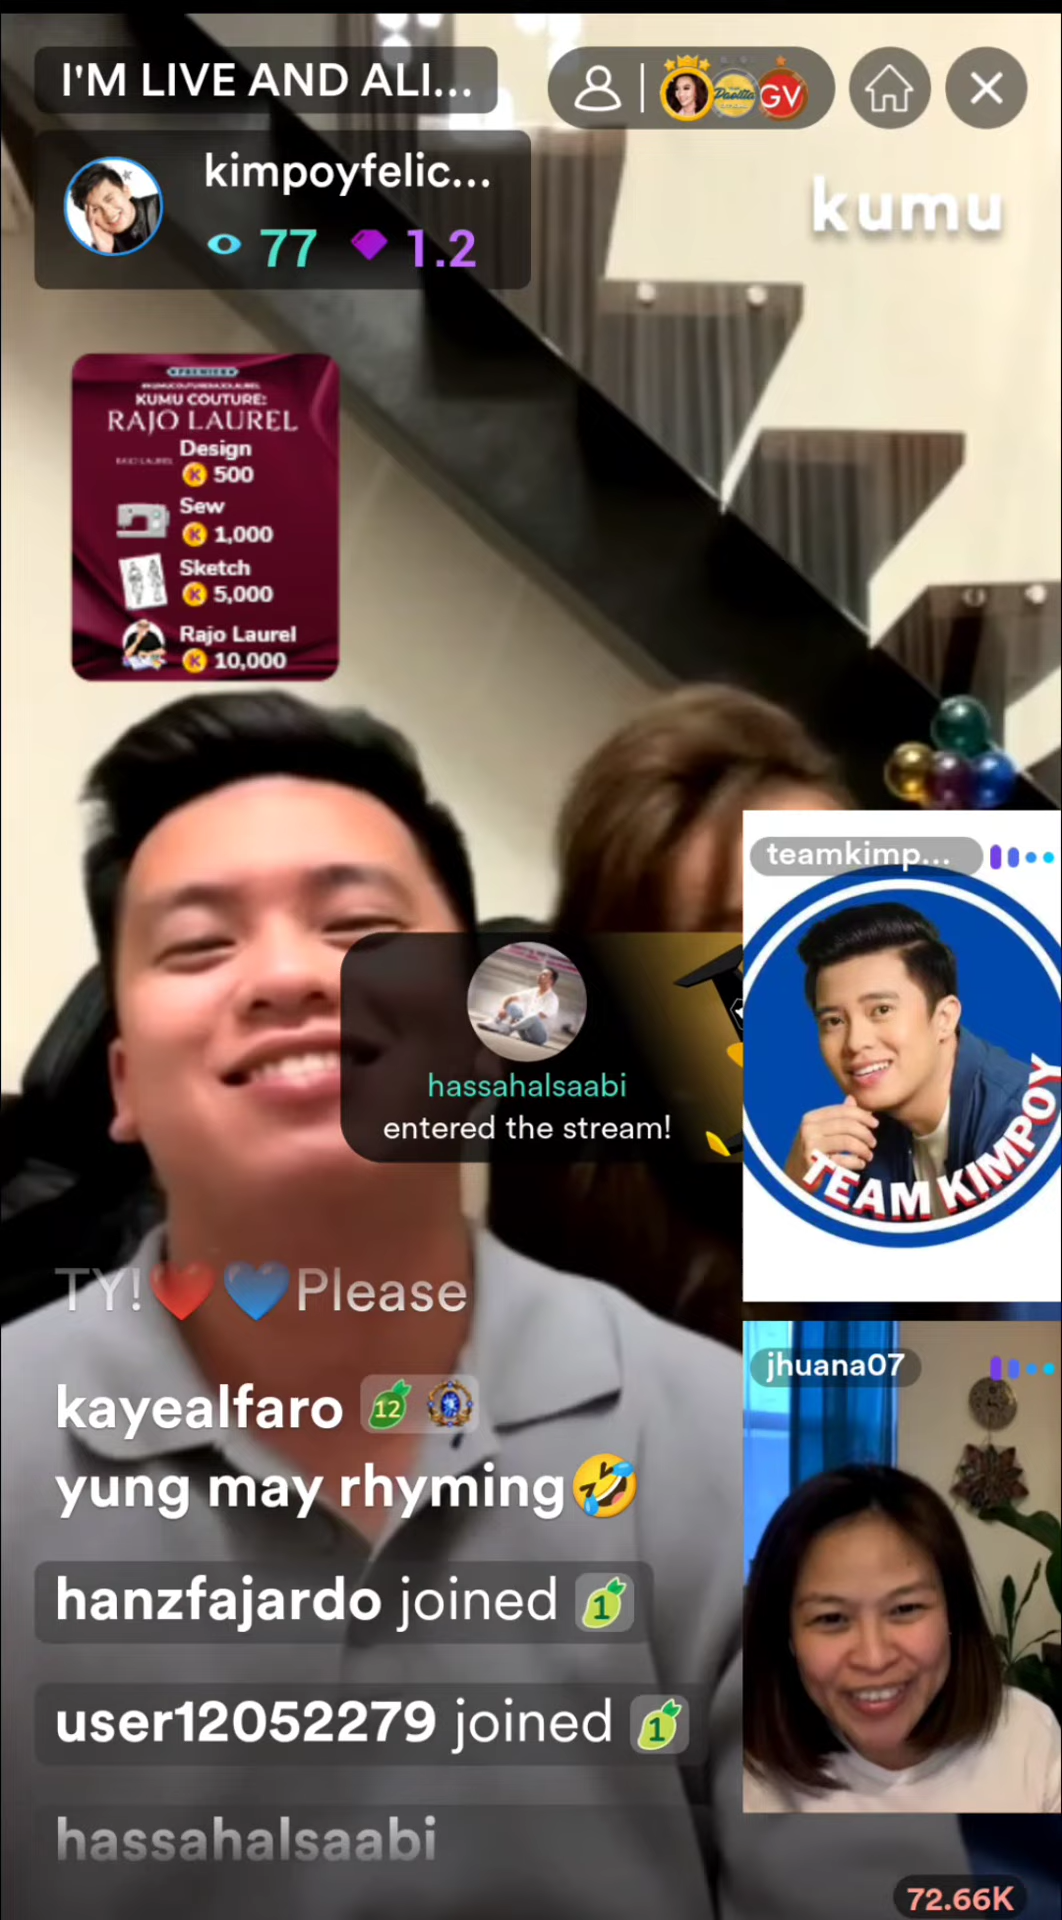 I'M LIVE AND ALI...
GV
kimpoyfelic...
77 1.2
kumu
PREMIER
KUMU COUTURE:
RAJO LAUREL
Design
500
Sew
1,000
Sketch
5,000
Rajo Laurel
10,000
teamkimp...
TEAM KIMPOY
hassahalsaabi
entered the stream!
TY!❤️💙Please
kayealfaro 12
yung may rhyming🤣
jhuana07
hanzfajardo joined 1
user12052279 joined 1
hassahalsaabi
72.66K